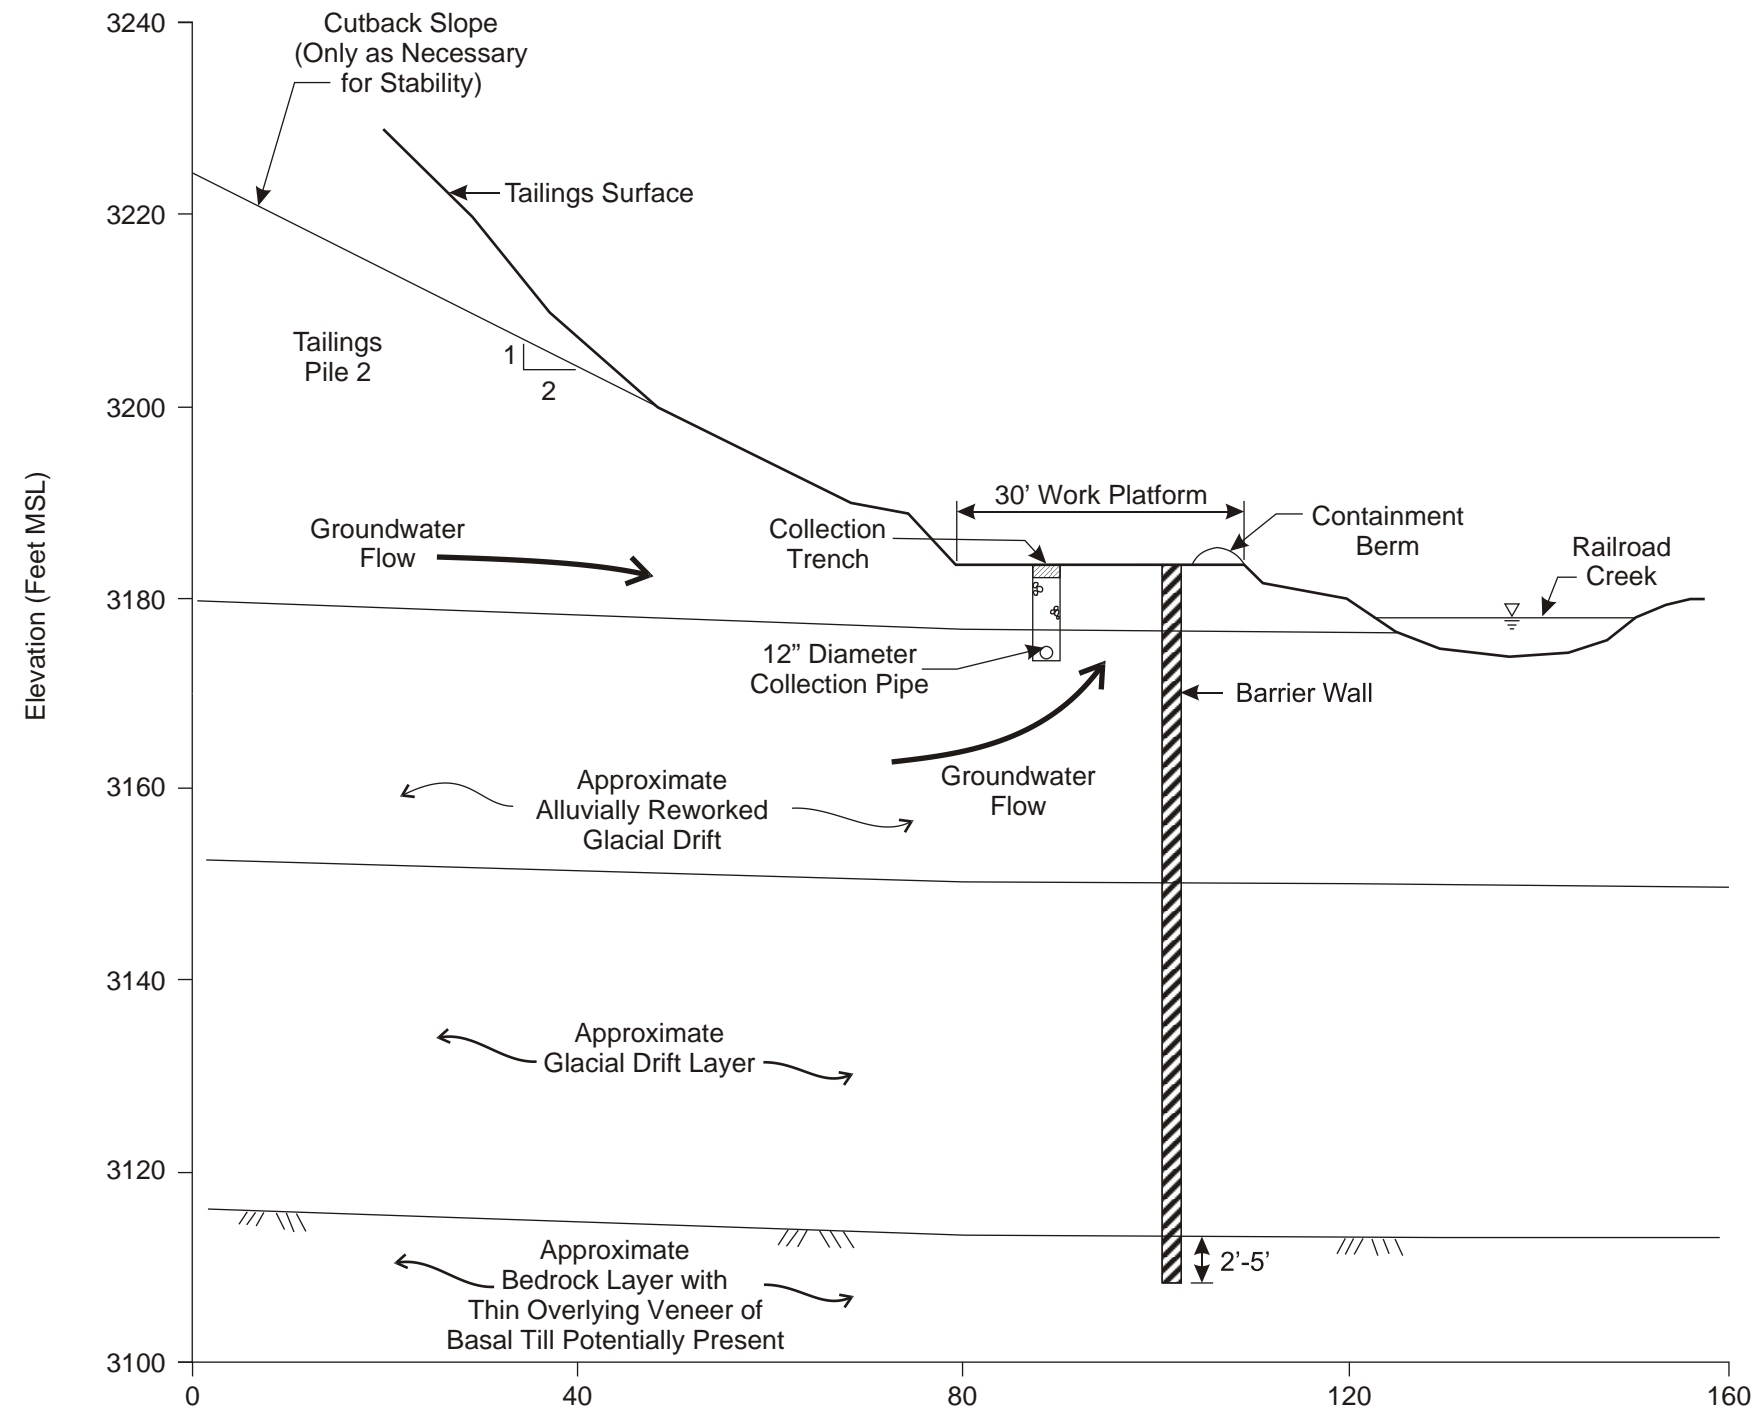 3240
Cutback Slope
(Only as Necessary
for Stability)
Tailings Surface
3220
Tailings
Pile 2
1
2
3200
Elevation (Feet MSL)
30’ Work Platform
Groundwater
Flow
Collection
Trench
Containment
Berm
Railroad
Creek
3180
12” Diameter
Collection Pipe
Barrier Wall
Groundwater
Flow
3160
Approximate
Alluvially Reworked
Glacial Drift
3140
Approximate
Glacial Drift Layer
3120
Approximate
Bedrock Layer with
Thin Overlying Veneer of
Basal Till Potentially Present
2’-5’
3100
0
40
80
120
160